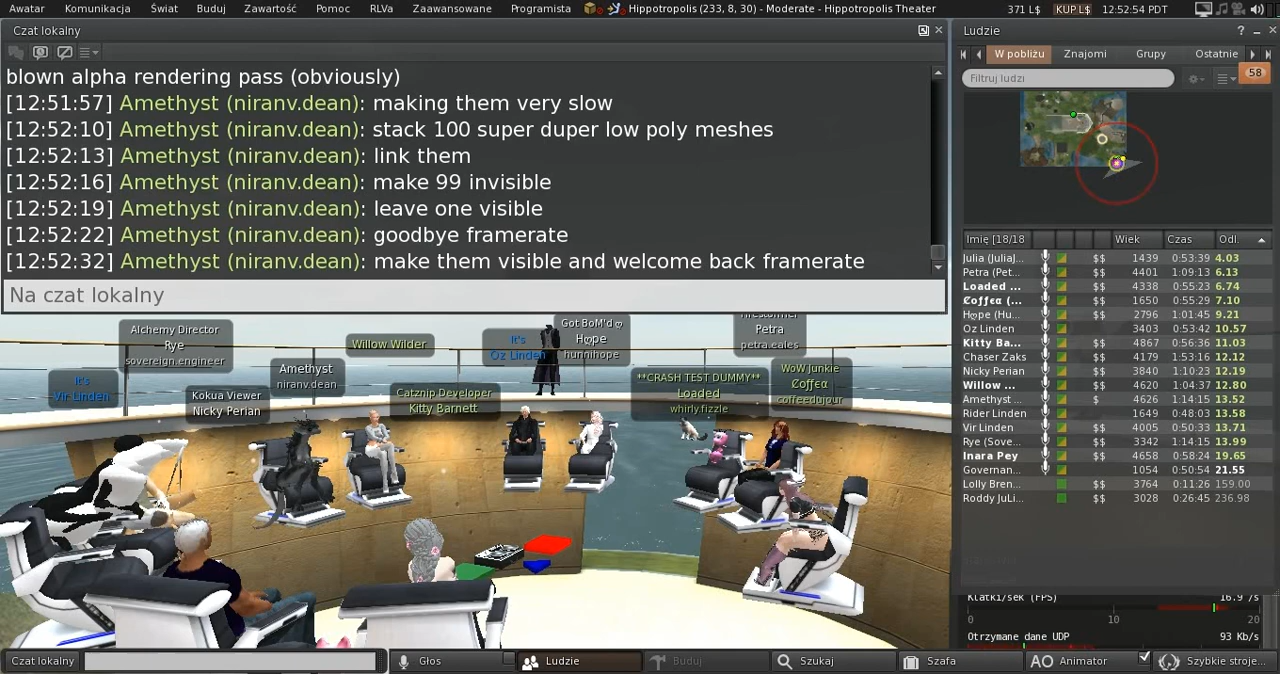 Awatar Komunikacja Świat Buduj Zawartość Pomoc RLVa Zaawansowane Programista Hippotropolis (233, 8, 30) - Moderate - Hippotropolis Theater 371 L$ KUP L$ 12:52:54 PDT
Czat lokalny
blown alpha rendering pass (obviously)
[12:51:57] Amethyst (niranv.dean): making them very slow
[12:52:10] Amethyst (niranv.dean): stack 100 super duper low poly meshes
[12:52:13] Amethyst (niranv.dean): link them
[12:52:16] Amethyst (niranv.dean): make 99 invisible
[12:52:19] Amethyst (niranv.dean): leave one visible
[12:52:22] Amethyst (niranv.dean): goodbye framerate
[12:52:32] Amethyst (niranv.dean): make them visible and welcome back framerate
Na czat lokalny
Alchemy Director
Rye
sovereign.engineer
Willow.Wilder
It's
Oz Linden
Got BoM'd ღ
Hღpe
hunnihope
Petra
petra.eales
It's
Vir Linden
Amethyst
niranv.dean
Kokua Viewer
Nicky Perian
Catznip Developer
Kitty Barnett
**CRASH TEST DUMMY**
Loaded
whirly.fizzle
WoW Junkie
Ȼσƒƒєα
coffeedujour
Ludzie
? _ ×
W pobliżu Znajomi Grupy Ostatnie
58
Filtruj ludzi
Imię [18/18 Wiek Czas Odl.
Julia (JuliaJ... $$ 1439 0:53:39 4.03
Petra (Pet... $$ 4401 1:09:13 6.13
Loaded ... $$ 4338 0:55:23 6.74
Ȼσƒƒєα (... $$ 1650 0:55:29 7.10
Hღpe (Hu... $$ 2796 1:01:45 9.21
Oz Linden 3403 0:53:42 10.57
Kitty Ba... $$ 4867 0:56:36 11.03
Chaser Zaks $$ 4179 1:53:16 12.12
Nicky Perian $$ 3840 1:10:23 12.19
Willow ... $$ 4620 1:04:37 12.80
Amethyst ... $ 4626 1:14:15 13.52
Rider Linden 1649 0:48:03 13.58
Vir Linden $$ 4005 0:50:33 13.71
Rye (Sove... $$ 3342 1:14:15 13.99
Inara Pey $$ 4658 0:58:24 19.65
Governan... 1054 0:50:54 21.55
Lolly Bren... $$ 3764 0:11:26 159.00
Roddy JuLi... $$ 3028 0:26:45 236.98
Klatki/sek (FPS) 16.9 /s
0 10 20
Otrzymane dane UDP 93 Kb/s
Czat lokalny Głos Ludzie Buduj Szukaj Szafa AO Animator Szybkie stroje...